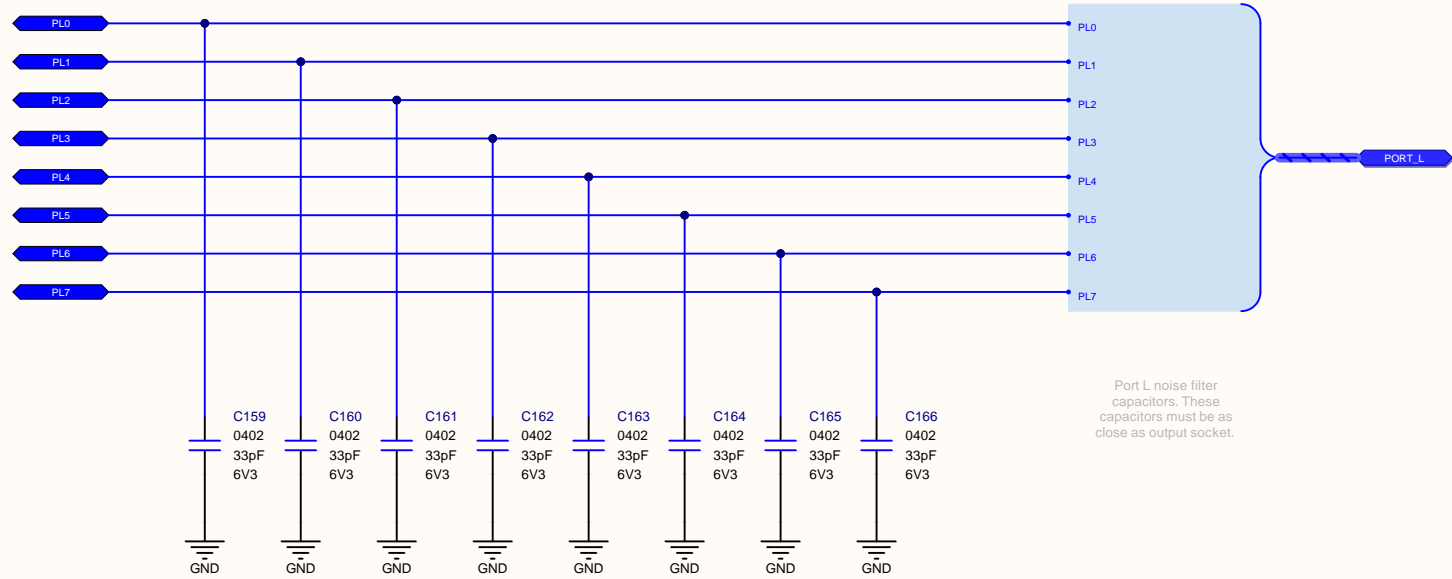 PL0
PL0
PL1
PL1
PL2
PL2
PL3
PL3
PORT_L
PL4
PL4
PL5
PL5
PL6
PL6
PL7
PL7
Port L noise filter
capacitors. These
capacitors must be as
close as output socket.
C159
0402
33pF
6V3
C160
0402
33pF
6V3
C161
0402
33pF
6V3
C162
0402
33pF
6V3
C163
0402
33pF
6V3
C164
0402
33pF
6V3
C165
0402
33pF
6V3
C166
0402
33pF
6V3
GND
GND
GND
GND
GND
GND
GND
GND